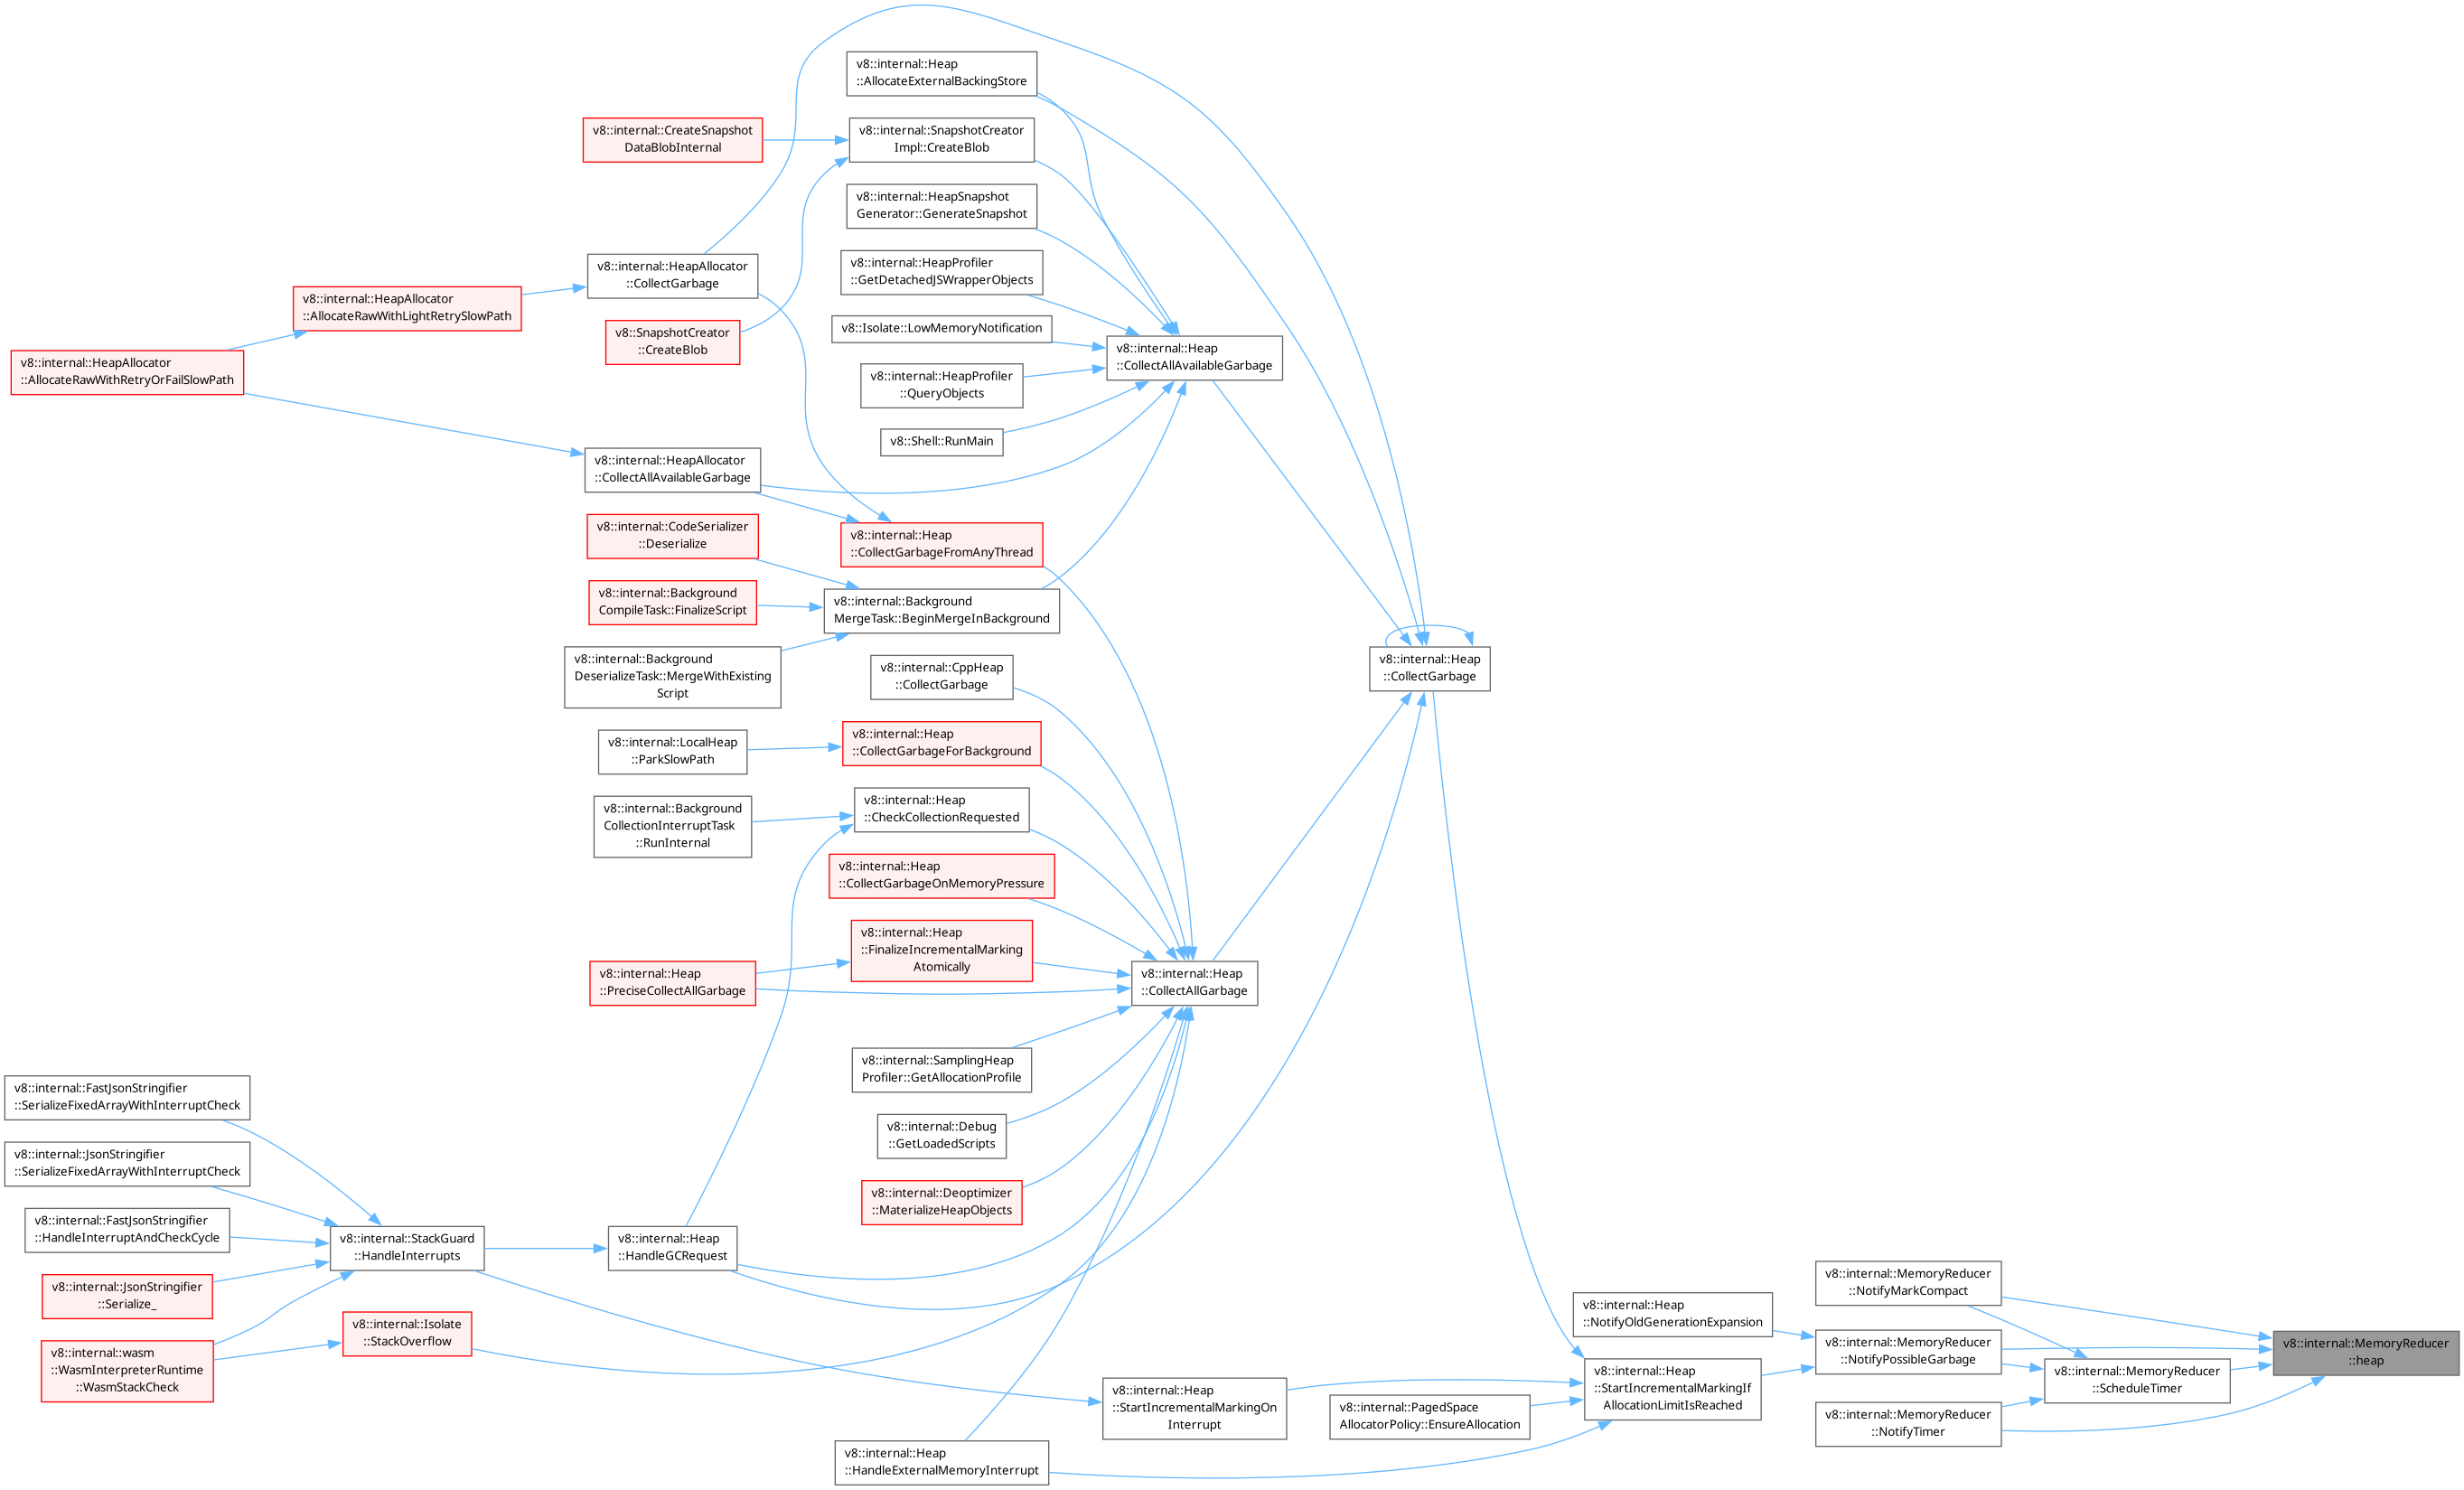 v8::internal::Heap
::AllocateExternalBackingStore
v8::internal::CreateSnapshot
DataBlobInternal
v8::internal::SnapshotCreator
Impl::CreateBlob
v8::internal::HeapSnapshot
Generator::GenerateSnapshot
v8::internal::HeapProfiler
::GetDetachedJSWrapperObjects
v8::internal::HeapAllocator
::CollectGarbage
v8::internal::HeapAllocator
::AllocateRawWithLightRetrySlowPath
v8::SnapshotCreator
::CreateBlob
v8::Isolate::LowMemoryNotification
v8::internal::Heap
::CollectAllAvailableGarbage
v8::internal::HeapAllocator
::AllocateRawWithRetryOrFailSlowPath
v8::internal::HeapProfiler
::QueryObjects
v8::Shell::RunMain
v8::internal::HeapAllocator
::CollectAllAvailableGarbage
v8::internal::CodeSerializer
::Deserialize
v8::internal::Heap
::CollectGarbageFromAnyThread
v8::internal::Background
CompileTask::FinalizeScript
v8::internal::Background
MergeTask::BeginMergeInBackground
v8::internal::Background
DeserializeTask::MergeWithExisting
Script
v8::internal::CppHeap
::CollectGarbage
v8::internal::Heap
::CollectGarbage
v8::internal::LocalHeap
::ParkSlowPath
v8::internal::Heap
::CollectGarbageForBackground
v8::internal::Background
CollectionInterruptTask
::RunInternal
v8::internal::Heap
::CheckCollectionRequested
v8::internal::Heap
::CollectGarbageOnMemoryPressure
v8::internal::Heap
::FinalizeIncrementalMarking
Atomically
v8::internal::Heap
::PreciseCollectAllGarbage
v8::internal::Heap
::CollectAllGarbage
v8::internal::SamplingHeap
Profiler::GetAllocationProfile
v8::internal::FastJsonStringifier
::SerializeFixedArrayWithInterruptCheck
v8::internal::Debug
::GetLoadedScripts
v8::internal::JsonStringifier
::SerializeFixedArrayWithInterruptCheck
v8::internal::Deoptimizer
::MaterializeHeapObjects
v8::internal::FastJsonStringifier
::HandleInterruptAndCheckCycle
v8::internal::StackGuard
::HandleInterrupts
v8::internal::Heap
::HandleGCRequest
v8::internal::JsonStringifier
::Serialize_
v8::internal::Isolate
::StackOverflow
v8::internal::wasm
::WasmInterpreterRuntime
::WasmStackCheck
v8::internal::MemoryReducer
::NotifyMarkCompact
v8::internal::Heap
::NotifyOldGenerationExpansion
v8::internal::MemoryReducer
::NotifyPossibleGarbage
v8::internal::MemoryReducer
::heap
v8::internal::MemoryReducer
::ScheduleTimer
v8::internal::Heap
::StartIncrementalMarkingIf
AllocationLimitIsReached
v8::internal::Heap
::StartIncrementalMarkingOn
Interrupt
v8::internal::PagedSpace
AllocatorPolicy::EnsureAllocation
v8::internal::MemoryReducer
::NotifyTimer
v8::internal::Heap
::HandleExternalMemoryInterrupt